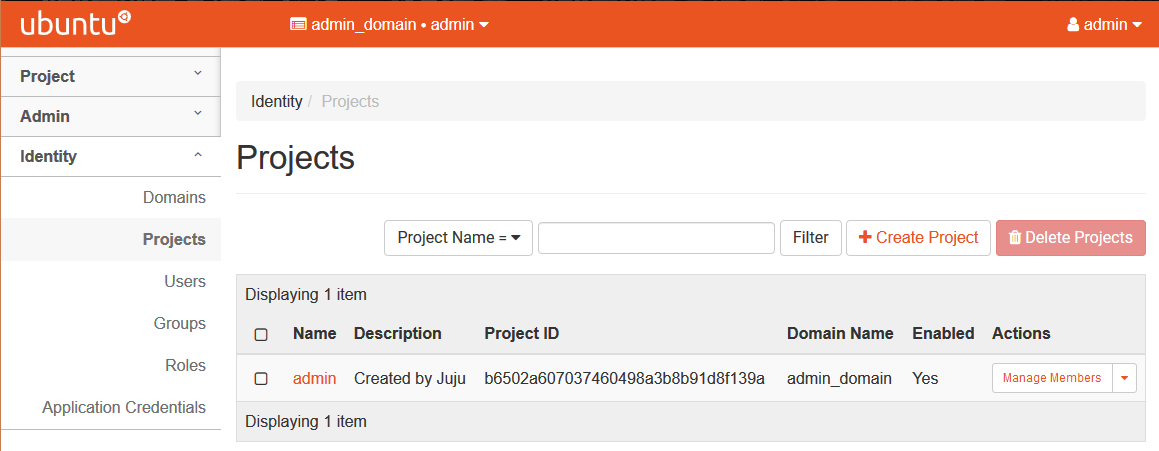 ubuntu
admin_domain • admin
admin
Project
Admin
Identity
Domains
Projects
Users
Groups
Roles
Application Credentials
Identity / Projects
Projects
Project Name =
Filter
Create Project
Delete Projects
Displaying 1 item
Name Description Project ID Domain Name Enabled Actions
admin Created by Juju b6502a607037460498a3b8b91d8f139a admin_domain Yes Manage Members
Displaying 1 item